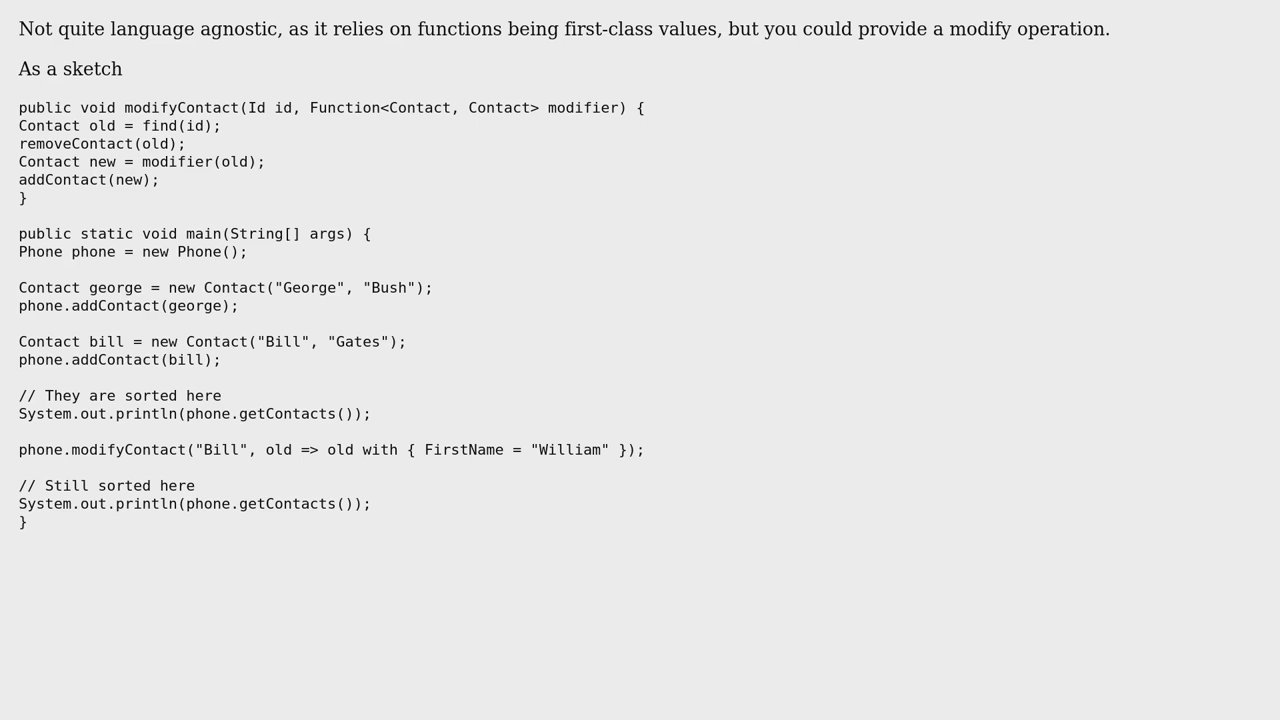 Not quite language agnostic, as it relies on functions being first-class values, but you could provide a modify operation.
As a sketch
public void modifyContact(Id id, Function<Contact, Contact> modifier) {
Contact old = find(id);
removeContact(old);
Contact new = modifier(old);
addContact(new);
}
public static void main(String[] args) {
Phone phone = new Phone();
Contact george = new Contact("George", "Bush");
phone.addContact(george);
Contact bill = new Contact("Bill", "Gates");
phone.addContact(bill);
// They are sorted here
System.out.println(phone.getContacts());
phone.modifyContact("Bill", old => old with { FirstName = "William" });
// Still sorted here
System.out.println(phone.getContacts());
}